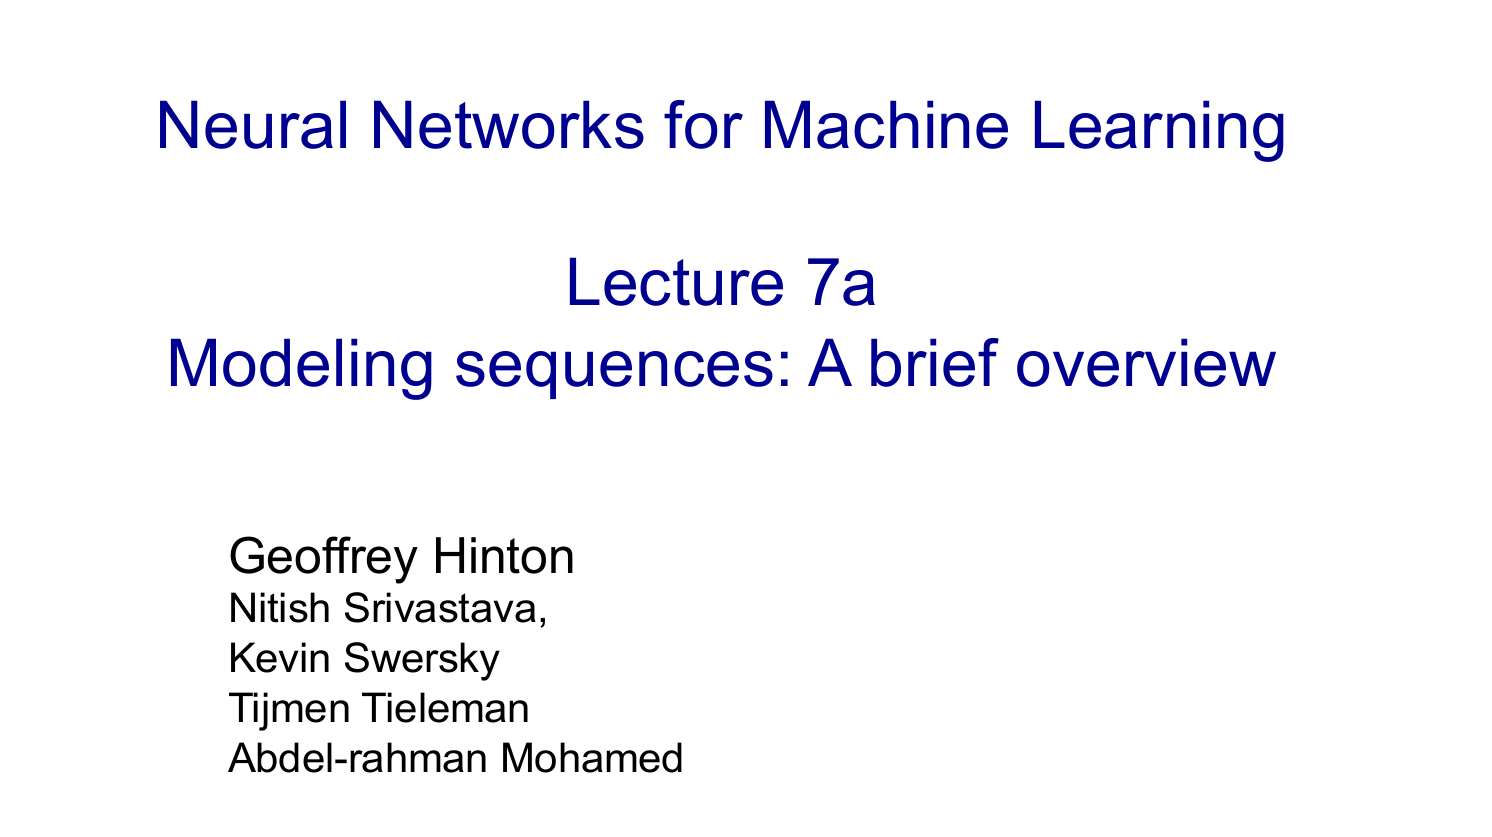 Neural Networks for Machine Learning
Lecture 7a
Modeling sequences: A brief overview
Geoffrey Hinton
Nitish Srivastava,
Kevin Swersky
Tijmen Tieleman
Abdel-rahman Mohamed